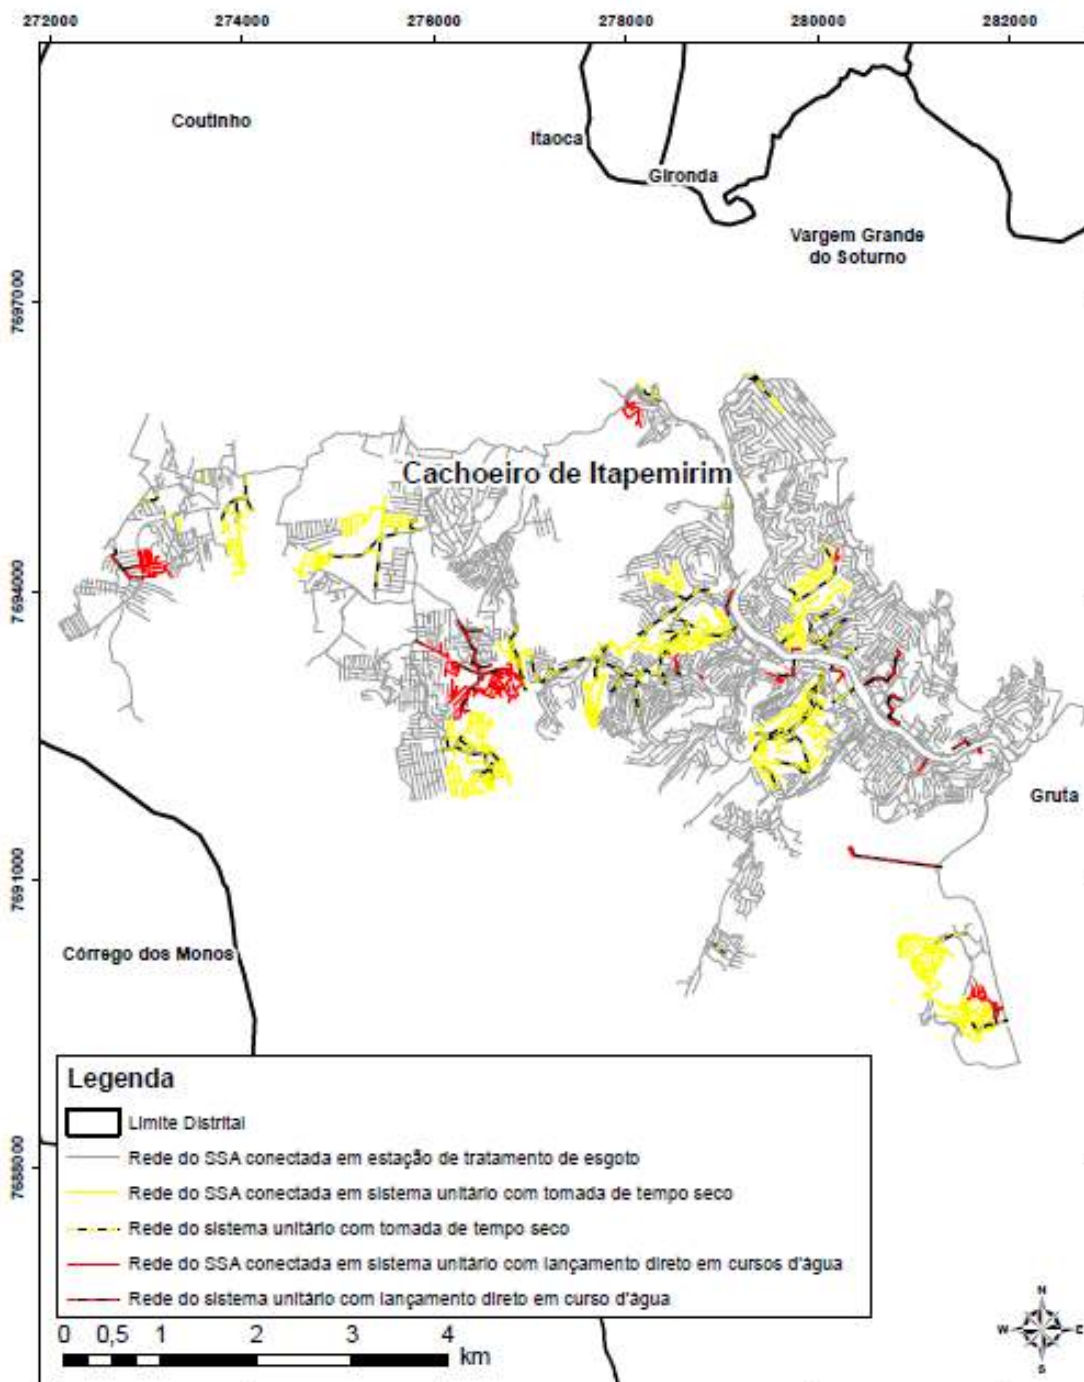 272000 274000 276000 278000 280000 282000
Coutinho
Itaoca
Gironda
Vargem Grande
do Soturno
7697000
Cachoeiro de Itapemirim
7694000
Gruta
7691000
Córrego dos Monos
7688000
Legenda
Limite Distrital
Rede do SSA conectada em estação de tratamento de esgoto
Rede do SSA conectada em sistema unitário com tomada de tempo seco
Rede do sistema unitário com tomada de tempo seco
Rede do SSA conectada em sistema unitário com lançamento direto em cursos d'água
Rede do sistema unitário com lançamento direto em curso d'água
0 0,5 1 2 3 4
km
N
W E
S